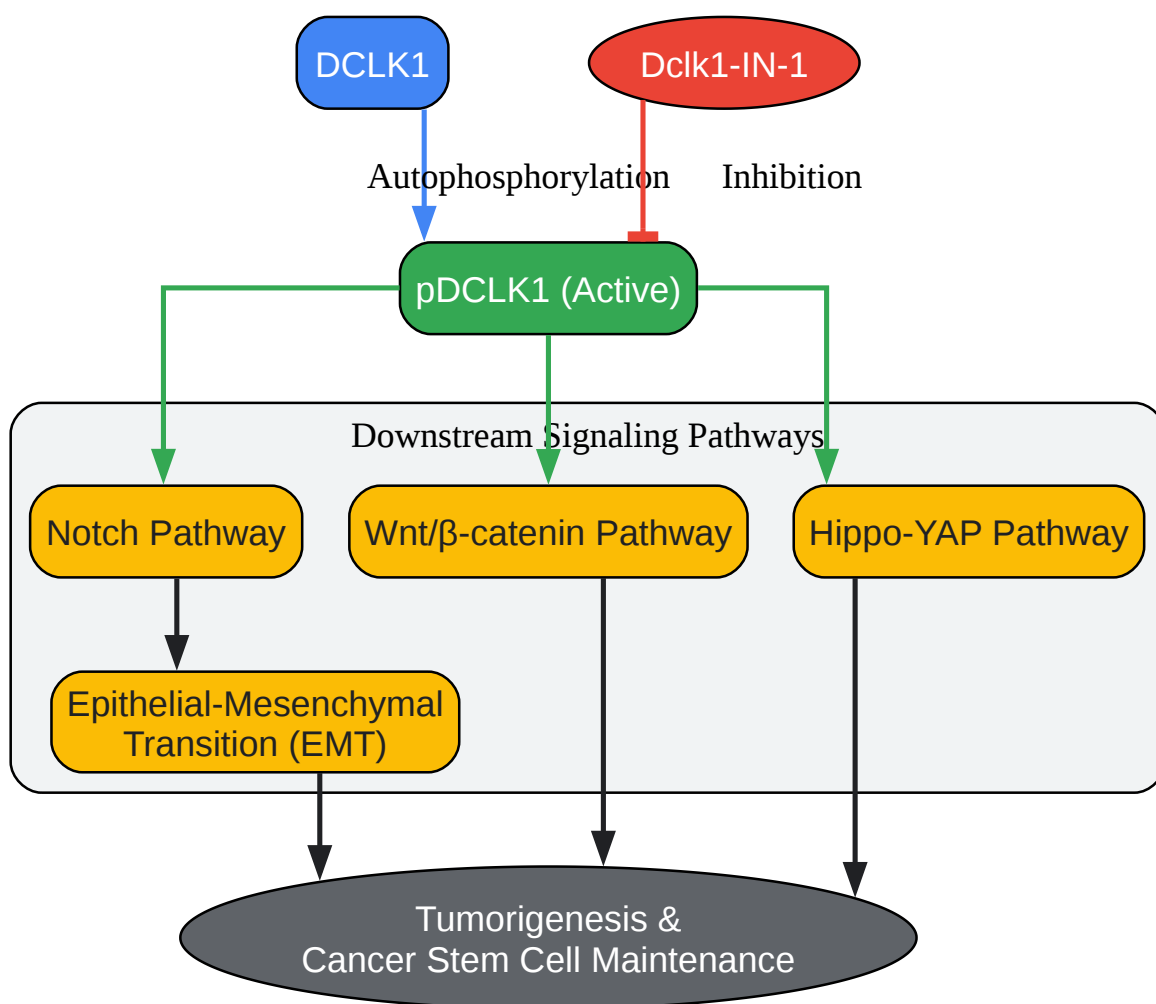 DCLK1
Dclk1-IN-1
Autophosphorylation
Inhibition
pDCLK1 (Active)
Downstream Signaling Pathways
Notch Pathway
Wnt/β-catenin Pathway
Hippo-YAP Pathway
Epithelial-Mesenchymal
Transition (EMT)
Tumorigenesis &
Cancer Stem Cell Maintenance